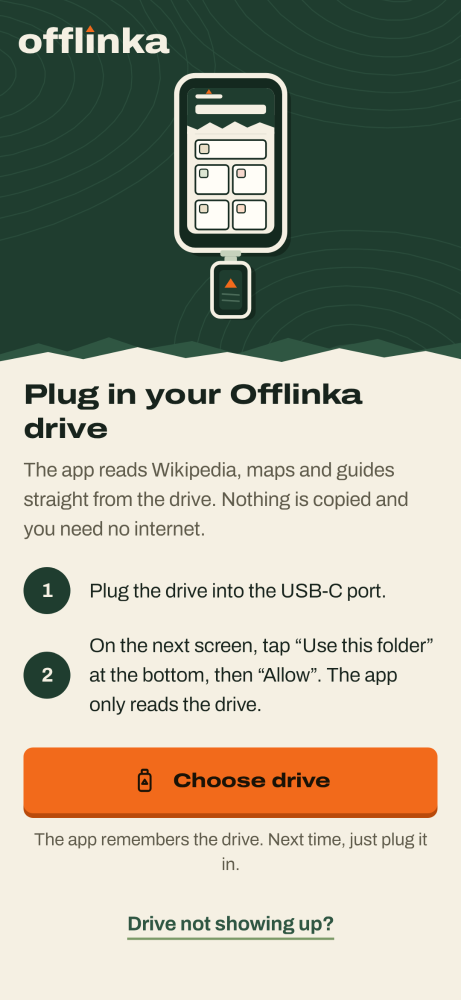 offlinka
Plug in your Offlinka
drive
The app reads Wikipedia, maps and guides
straight from the drive. Nothing is copied and
you need no internet.
1
Plug the drive into the USB-C port.
2
On the next screen, tap “Use this folder”
at the bottom, then “Allow”. The app
only reads the drive.
Choose drive
The app remembers the drive. Next time, just plug it
in.
Drive not showing up?